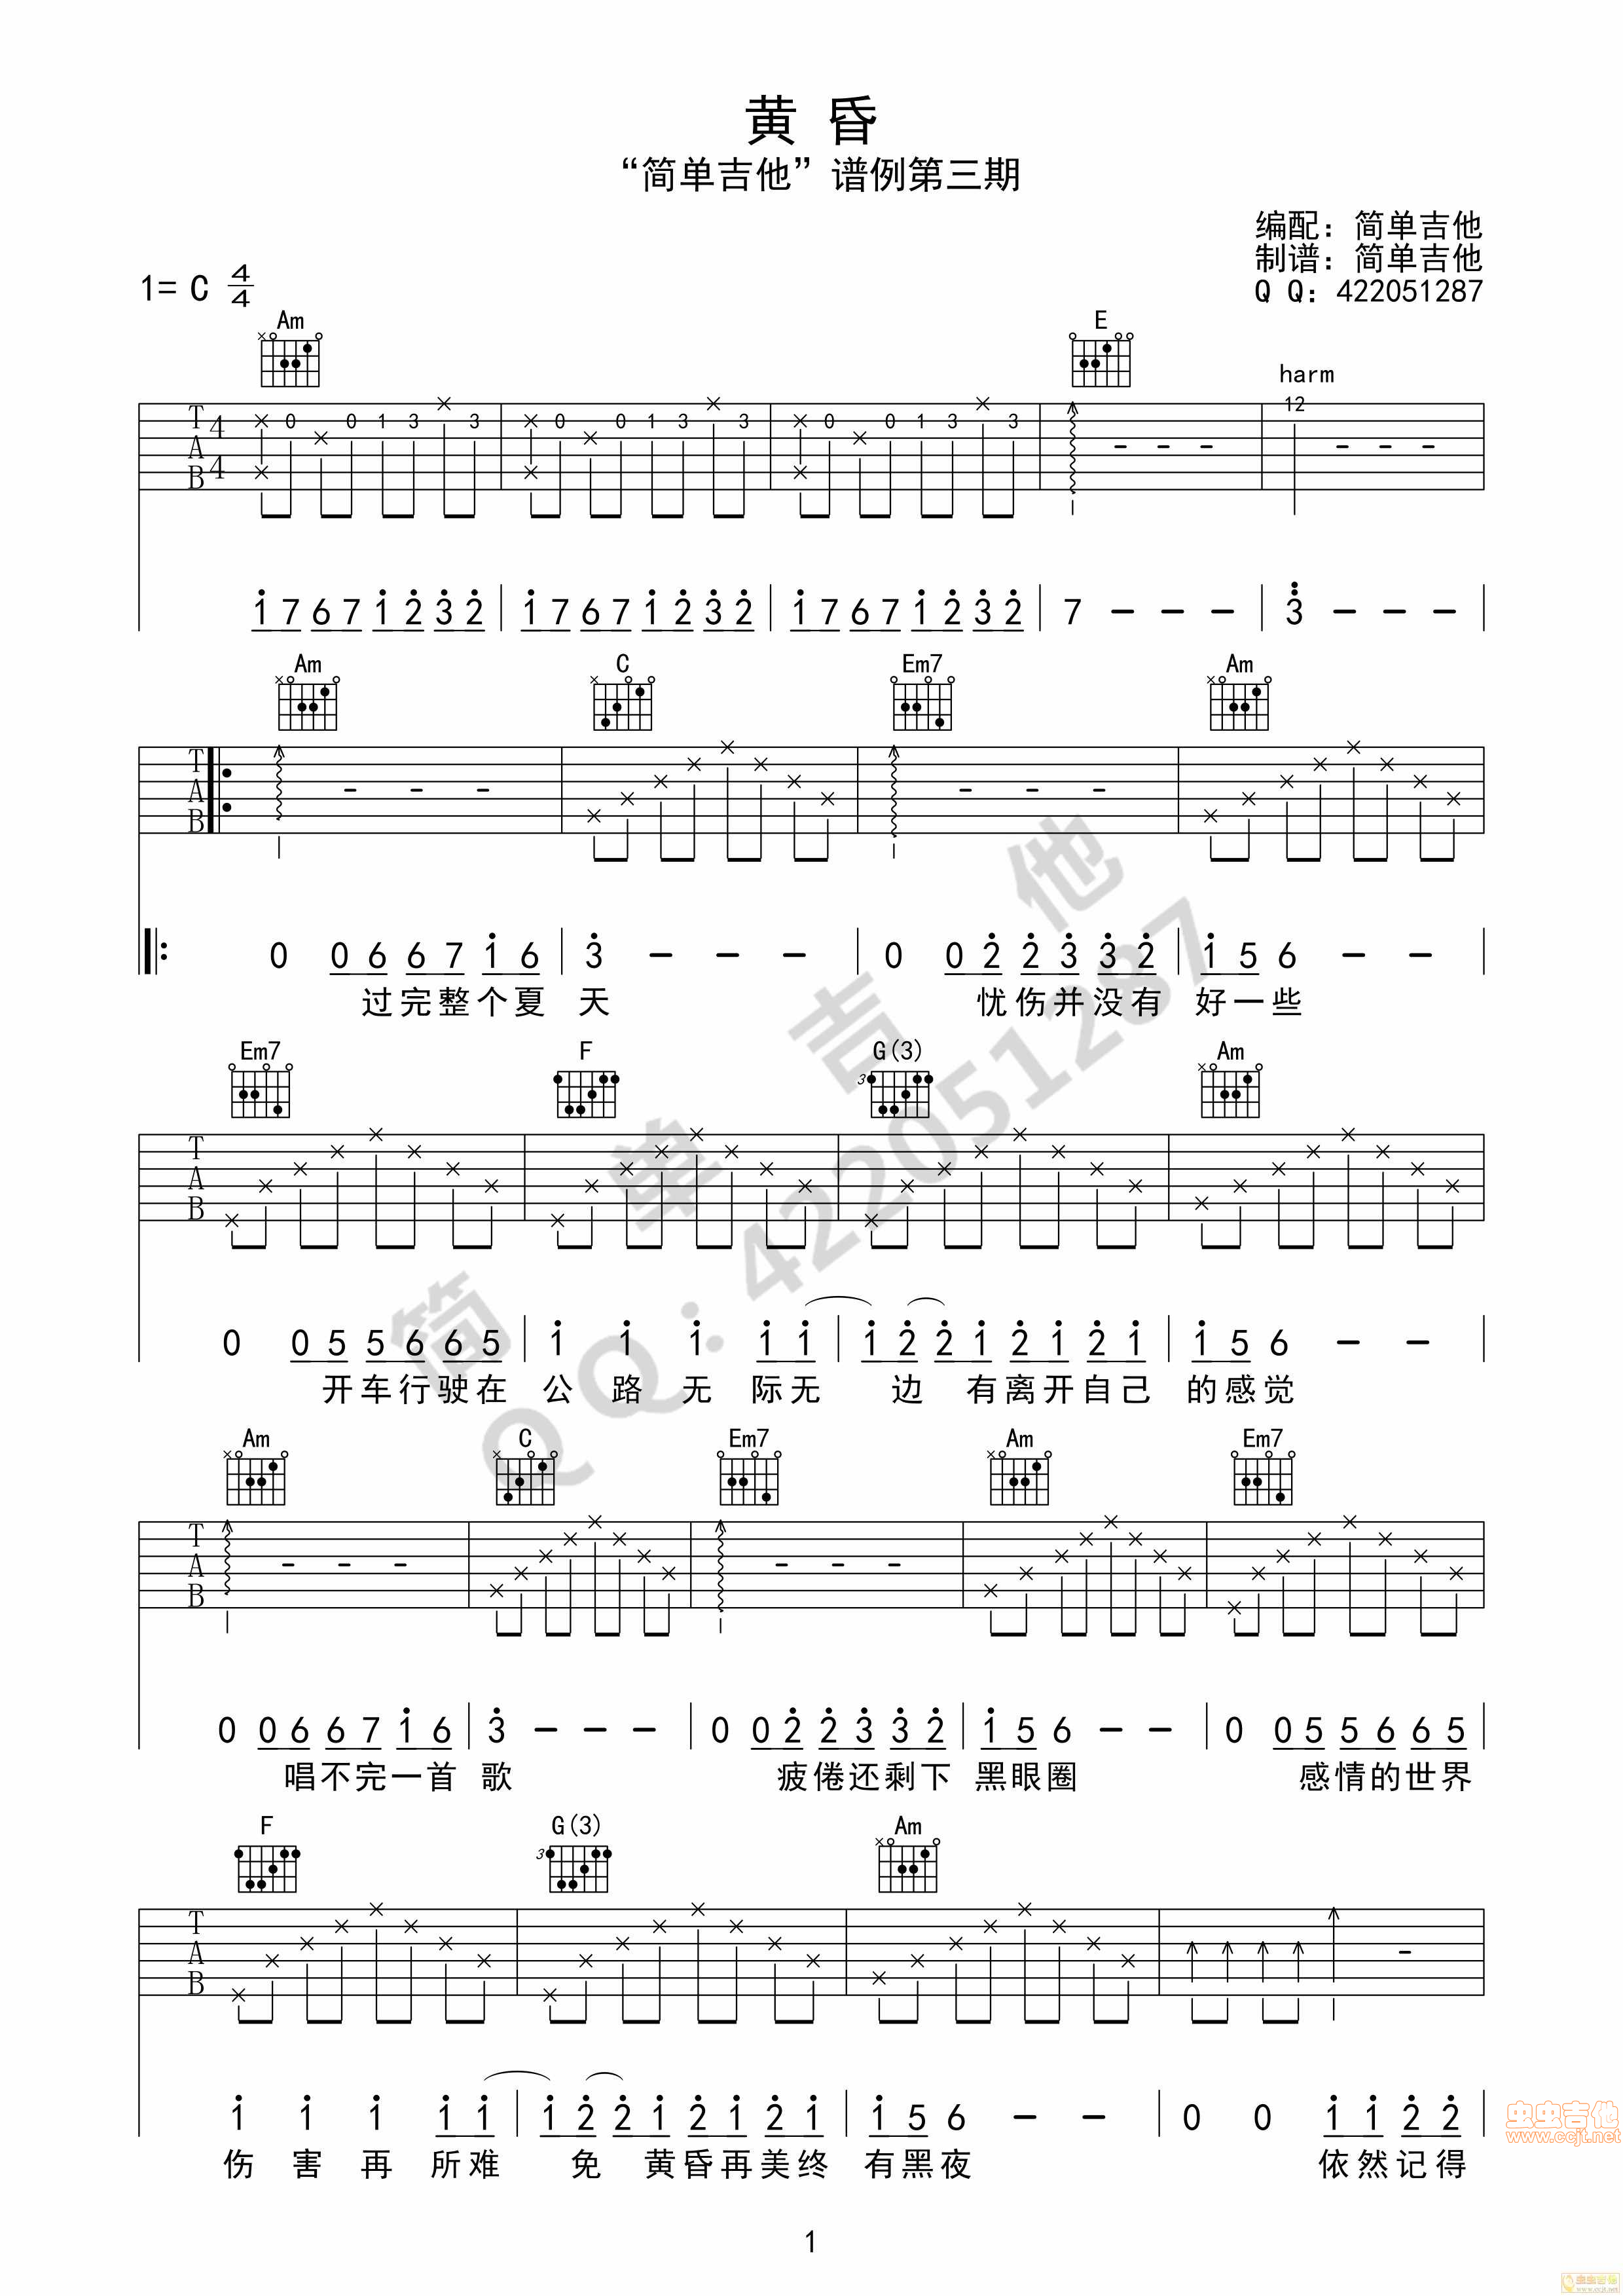 黄 昏
“简单吉他”谱例第三期
编配：简单吉他
制谱：简单吉他
Q Q：422051287
1= C 4/4
Am E
harm
T A B 4 4 0 0 1 3 3 0 0 1 3 3 0 0 1 3 3 12
1 7 6 7 1 2 3 2 1 7 6 7 1 2 3 2 1 7 6 7 1 2 3 2 7 - - - 3 - - -
Am C Em7 Am
T A B
0 0 6 6 7 1 6 3 - - - 0 0 2 2 3 3 2 1 5 6 - -
过完整个夏 天 忧伤并没有 好一些
Em7 F G(3) Am
3
T A B
0 0 5 5 6 6 5 1 1 1 1 1 1 2 2 1 2 1 2 1 1 5 6 - -
开车行驶在 公 路 无 际无 边 有离开自己 的感觉
Am C Em7 Am Em7
T A B
0 0 6 6 7 1 6 3 - - - 0 0 2 2 3 3 2 1 5 6 - - 0 0 5 5 6 6 5
唱不完一首 歌 疲倦还剩下 黑眼圈 感情的世界
F G(3) Am
3
T A B
1 1 1 1 1 1 2 2 1 2 1 2 1 1 5 6 - - 0 0 1 1 2 2
伤 害 再 所难 免 黄昏再美终 有黑夜 依然记得
1
简单吉他
QQ：422051287
虫虫吉他
www.ccjt.net
虫虫吉他
www.ccjt.net